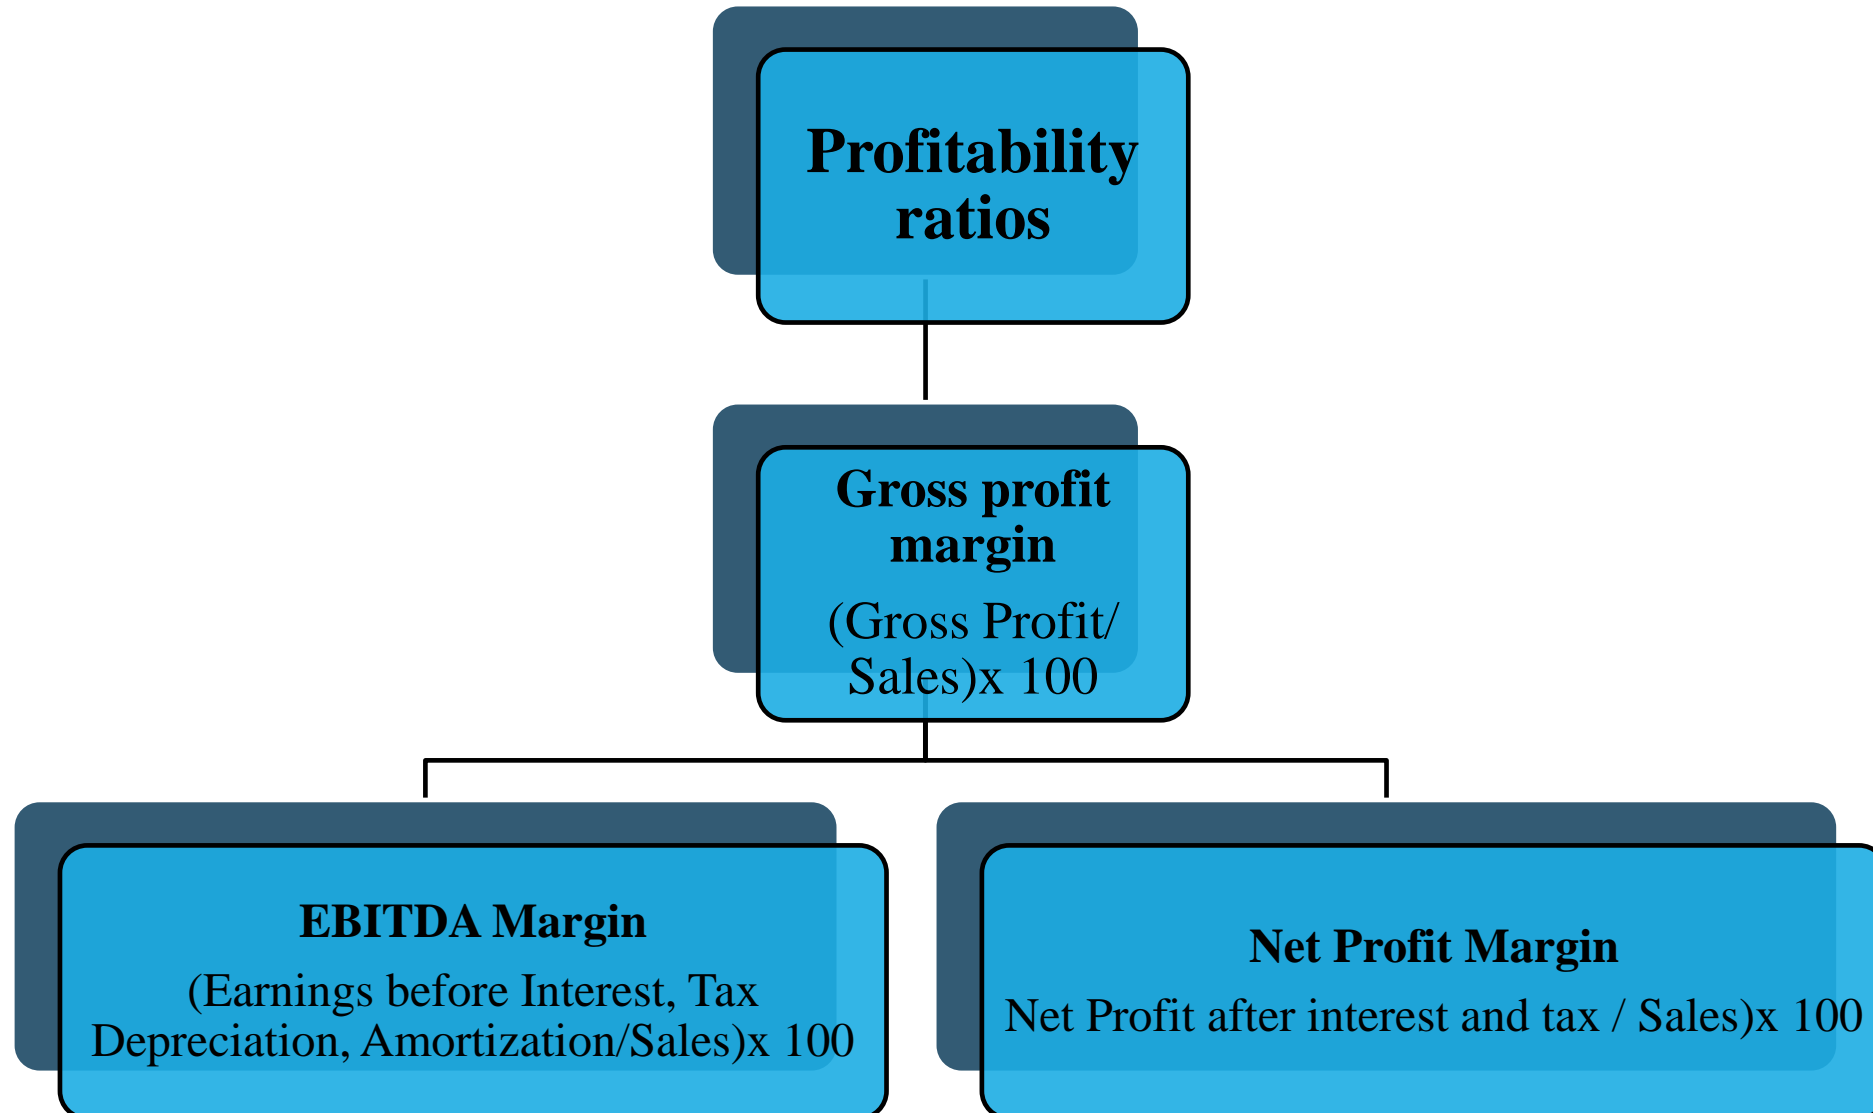 Profitability
ratios
Gross profit
margin
(Gross Profit/
Sales)x 100
EBITDA Margin
(Earnings before Interest, Tax
Depreciation, Amortization/Sales)x 100
Net Profit Margin
Net Profit after interest and tax / Sales)x 100